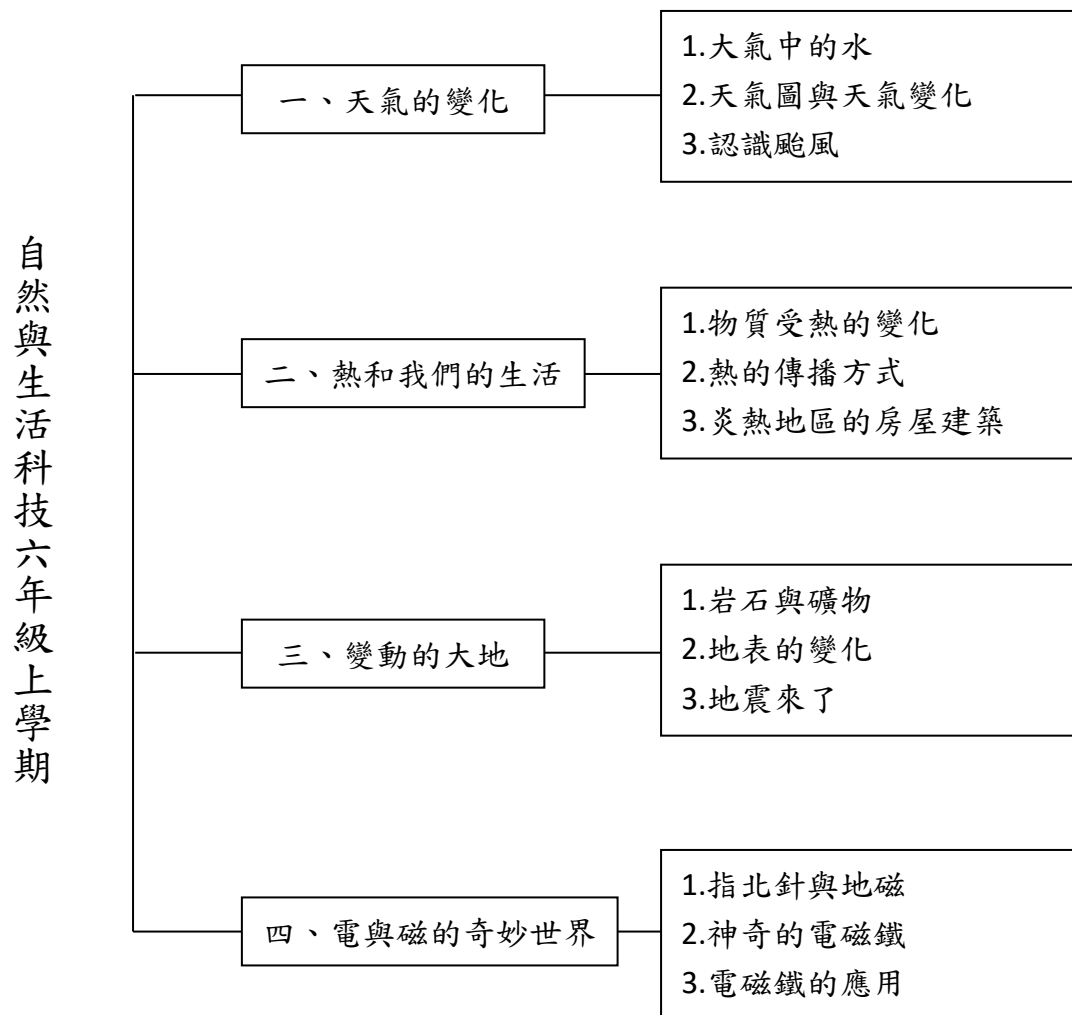 自然與生活科技六年級上學期
一、天氣的變化
1.大氣中的水
2.天氣圖與天氣變化
3.認識颱風
二、熱和我們的生活
1.物質受熱的變化
2.熱的傳播方式
3.炎熱地區的房屋建築
三、變動的大地
1.岩石與礦物
2.地表的變化
3.地震來了
四、電與磁的奇妙世界
1.指北針與地磁
2.神奇的電磁鐵
3.電磁鐵的應用